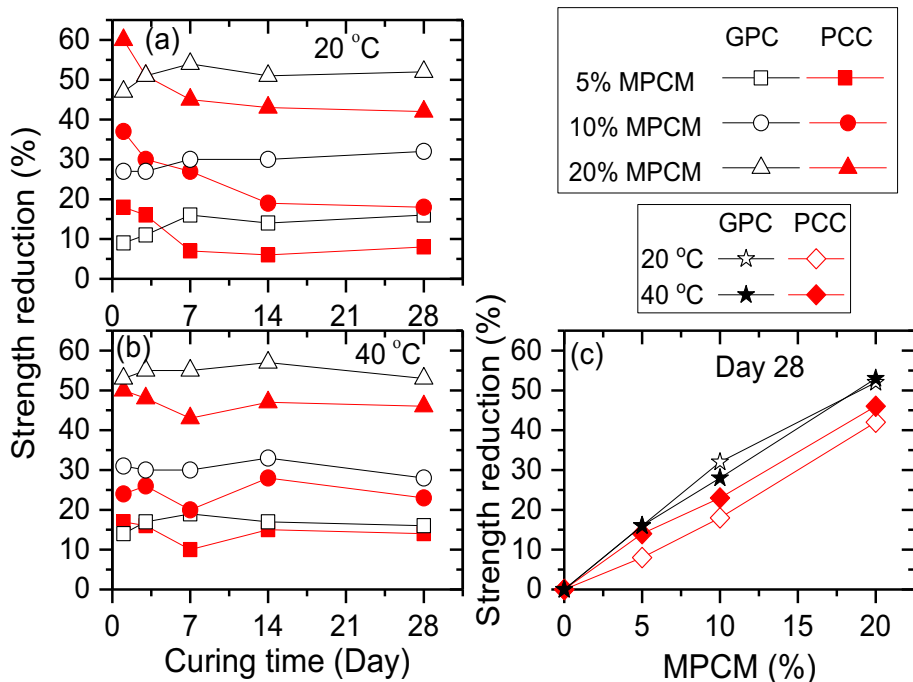 (a)
20 °C
60
50
40
30
20
10
0
0 7 14 21 28
Strength reduction (%)
(b)
40 °C
60
50
40
30
20
10
0
0 7 14 21 28
Curing time (Day)
GPC PCC
5% MPCM
10% MPCM
20% MPCM
GPC PCC
20 °C
40 °C
(c)
Day 28
60
50
40
30
20
10
0
0 5 10 15 20
Strength reduction (%)
MPCM (%)